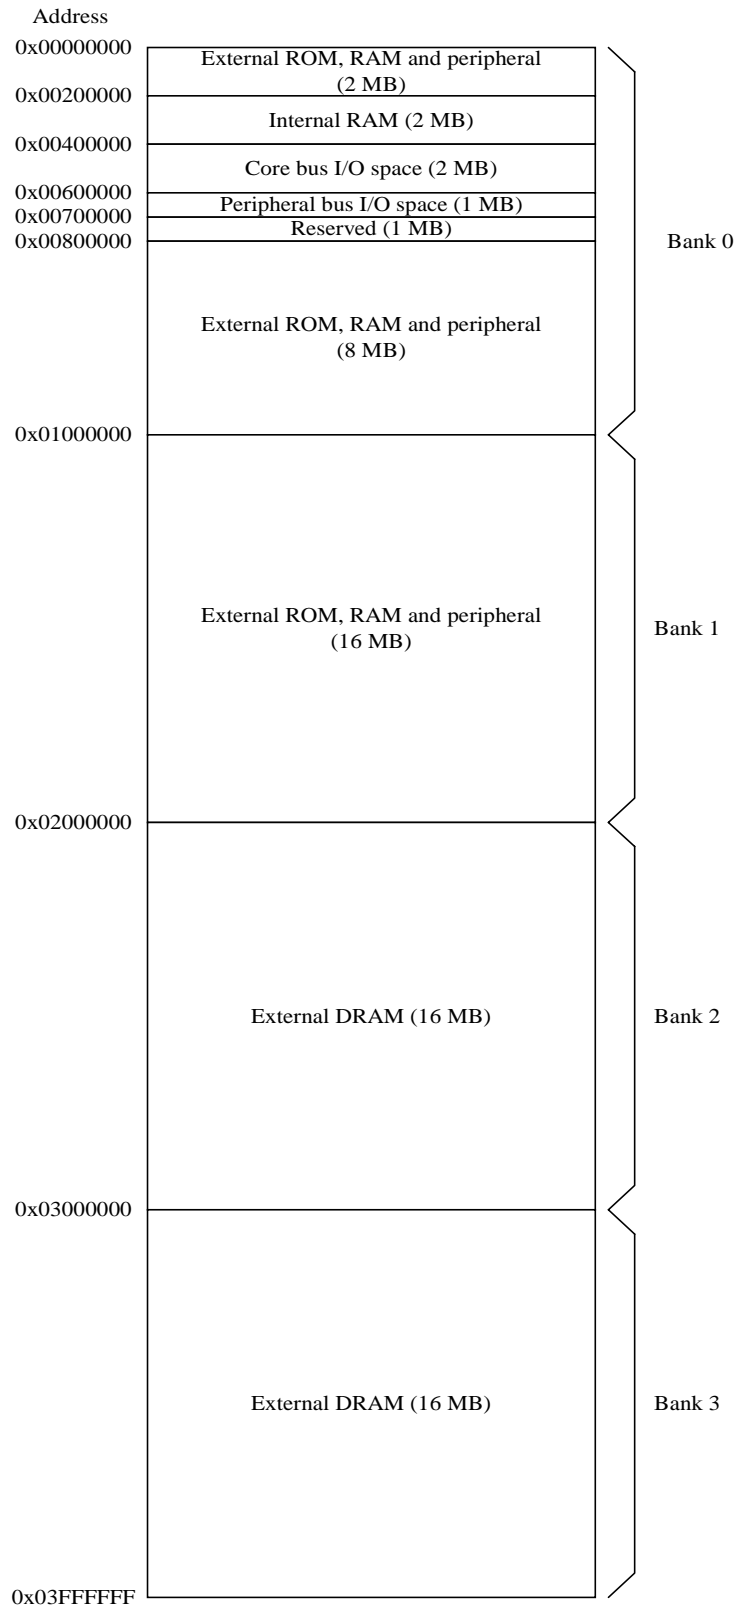 Address
0x00000000
External ROM, RAM and peripheral
(2 MB)
0x00200000
Internal RAM (2 MB)
0x00400000
Core bus I/O space (2 MB)
0x00600000
Peripheral bus I/O space (1 MB)
0x00700000
Reserved (1 MB)
0x00800000
Bank 0
External ROM, RAM and peripheral
(8 MB)
0x01000000
External ROM, RAM and peripheral
(16 MB)
Bank 1
0x02000000
External DRAM (16 MB)
Bank 2
0x03000000
External DRAM (16 MB)
Bank 3
0x03FFFFFF